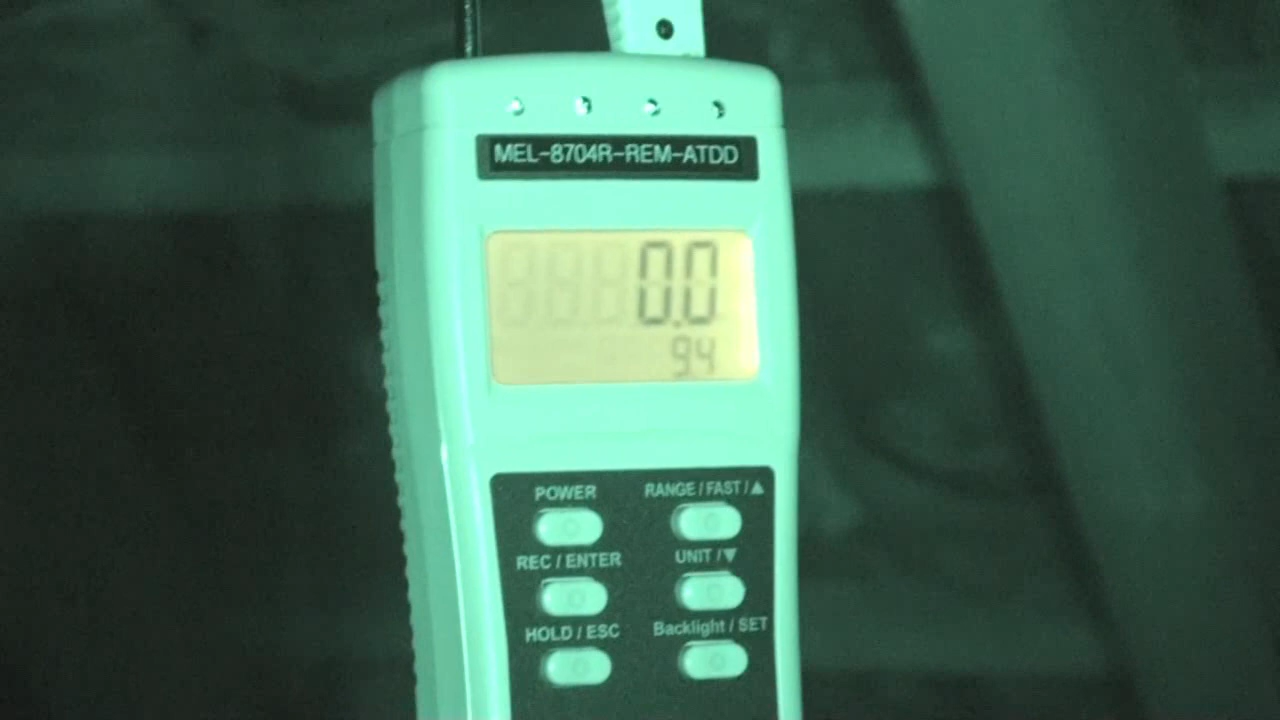 MEL-8704R-REM-ATDD
0.0
9.4
POWER
RANGE / FAST / ▲
REC / ENTER
UNIT / ▼
HOLD / ESC
Backlight / SET